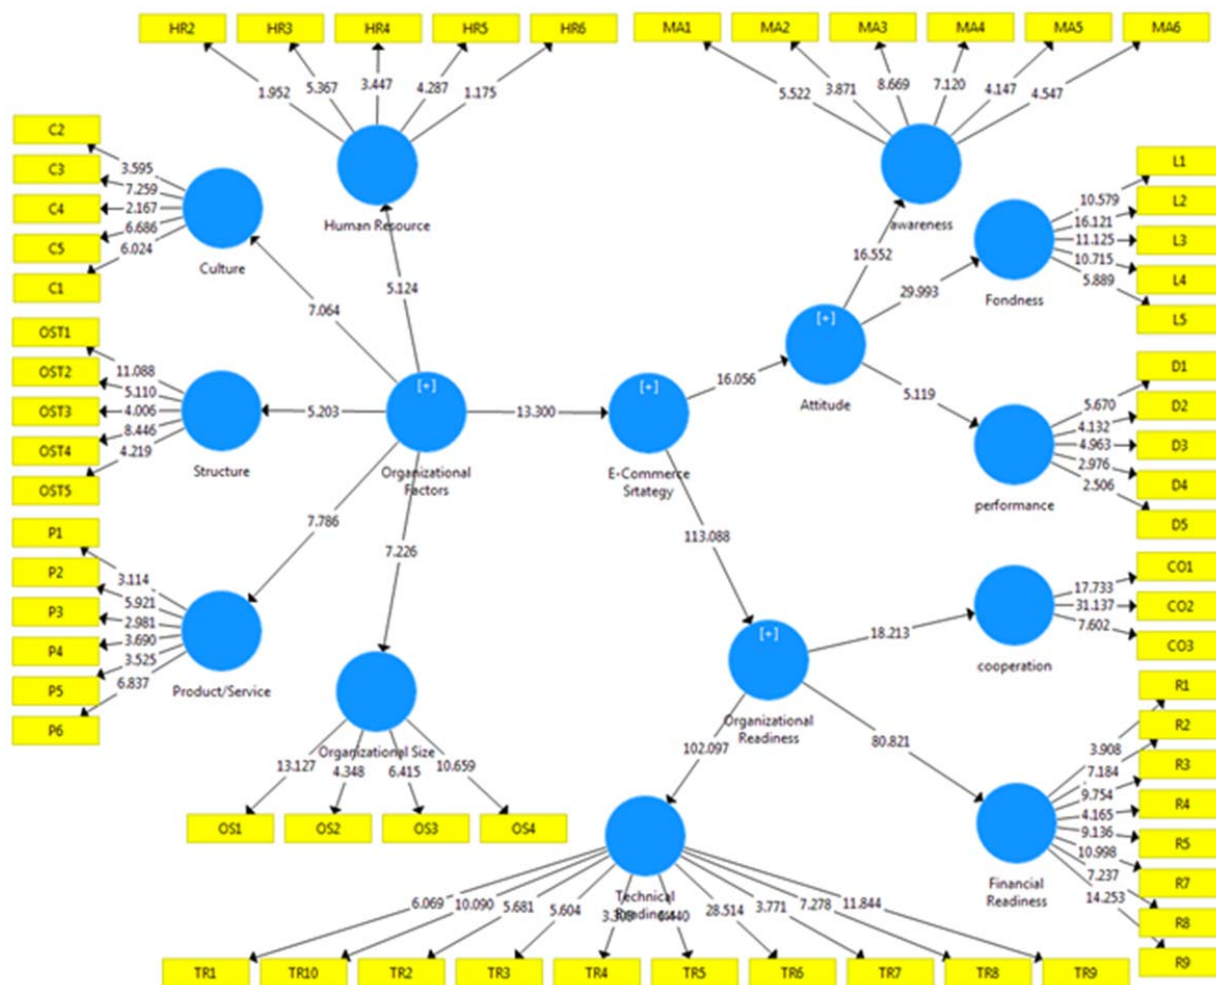 HR2 HR3 HR4 HR5 HR6 MA1 MA2 MA3 MA4 MA5 MA6
1.952 5.367 3.447 4.287 1.175
5.522 3.871 8.669 7.120 4.147 4.547
Human Resource
awareness
C2
C3
C4
C5
C1
3.595
7.259
2.167
6.686
6.024
Culture
L1
L2
L3
L4
L5
10.579
16.121
11.125
10.715
5.889
Fondness
5.124
7.064
16.552
29.993
OST1
OST2
OST3
OST4
OST5
11.088
5.110
4.006
8.446
4.219
Structure
5.203
[+]
Organizational
Factors
13.300
[+]
E-Commerce
Srtategy
16.056
[+]
Attitude
5.119
D1
D2
D3
D4
D5
5.670
4.132
4.963
2.976
2.506
performance
P1
P2
P3
P4
P5
P6
3.114
5.921
2.981
3.690
3.525
6.837
Product/Service
7.786
7.226
113.088
CO1
CO2
CO3
17.733
31.137
7.602
cooperation
18.213
[+]
Organizational
Readiness
102.097
80.821
Organizational Size
13.127 4.348 6.415 10.659
OS1 OS2 OS3 OS4
R1
R2
R3
R4
R5
R7
R8
R9
3.908
7.184
9.754
4.165
9.136
10.998
7.237
14.253
Financial
Readiness
Technical
Readiness
6.069 10.090 5.681 5.604 28.514 3.771 7.278 11.844
TR1 TR10 TR2 TR3 TR4 TR5 TR6 TR7 TR8 TR9